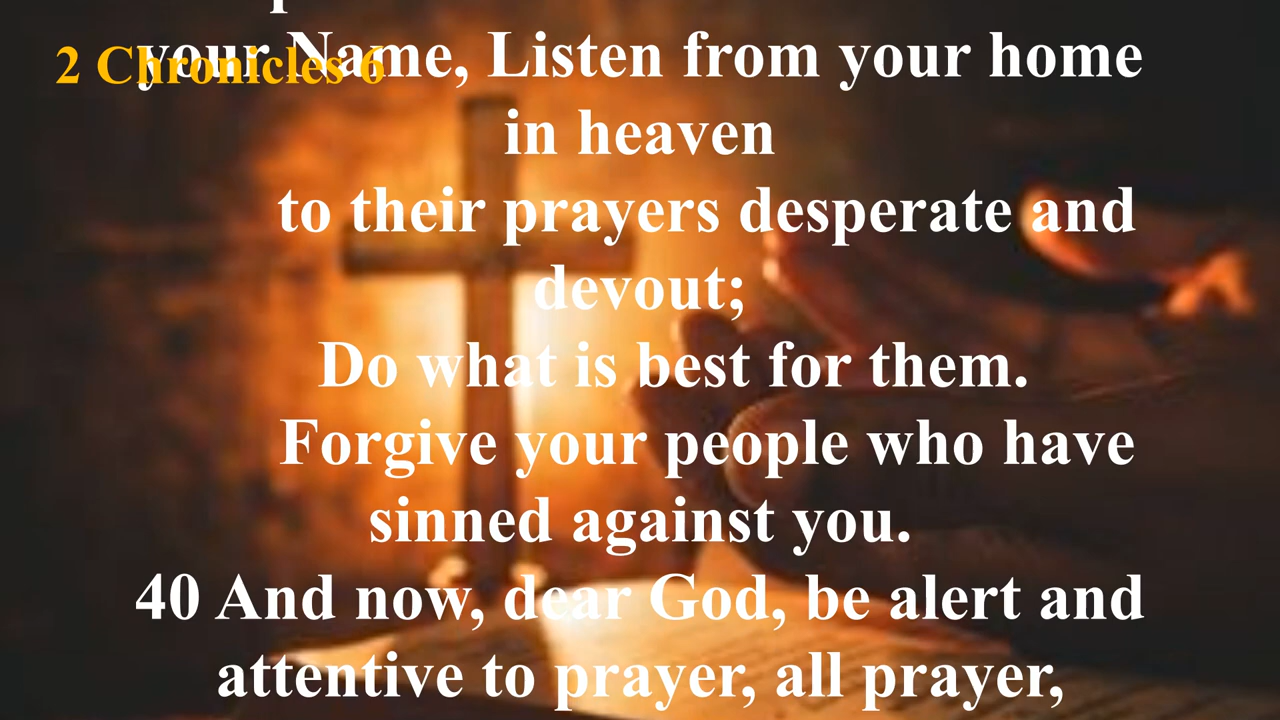 2 Chronicles 6
your Name, Listen from your home
in heaven
to their prayers desperate and
devout;
Do what is best for them.
Forgive your people who have
sinned against you.
40 And now, dear God, be alert and
attentive to prayer, all prayer,